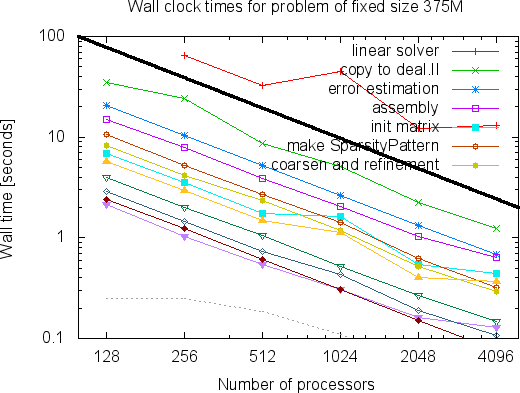 Wall clock times for problem of fixed size 375M
100
10
1
0.1
Wall time [seconds]
linear solver
copy to deal.II
error estimation
assembly
init matrix
make SparsityPattern
coarsen and refinement
128 256 512 1024 2048 4096
Number of processors